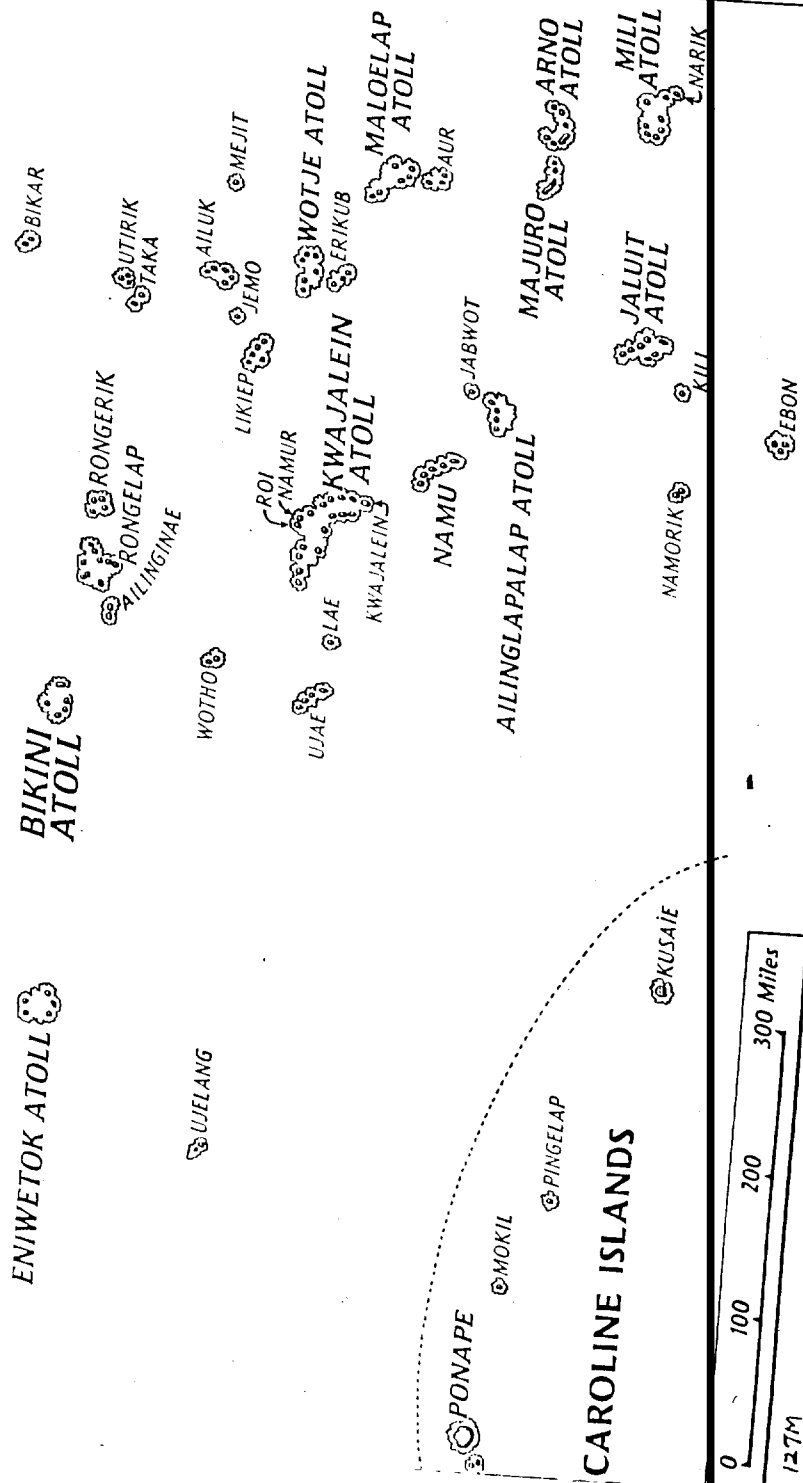 BIKAR
ENIWETOK ATOLL
BIKINI
ATOLL
RONGERIK
RONGELAP
AILINGINAE
UTIRIK
TAKA
UJELANG
WOTHO
AILUK
MEJIT
JEMO
LIKIEP
ROI
NAMUR
KWAJALEIN
ATOLL
WOTJE ATOLL
ERIKUB
UJAE
LAE
KWAJALEIN
MALOELAP
ATOLL
AUR
NAMU
JABWOT
AILINGLAPALAP ATOLL
MAJURO
ATOLL
ARNO
ATOLL
PONAPE
MOKIL
PINGELAP
CAROLINE ISLANDS
KUSAIE
NAMORIK
JALUIT
ATOLL
KILI
MILI
ATOLL
NARIK
EBON
0 100 200 300 Miles
127M